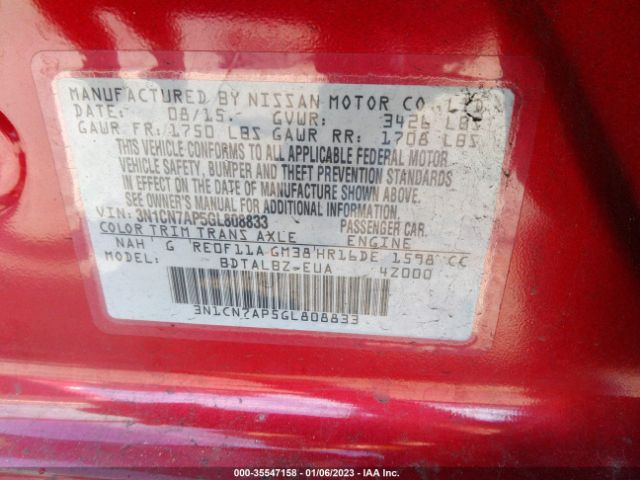 MANUFACTURED BY NISSAN MOTOR CO., LTD.
DATE: 08/15 GVWR: 3426 LBS
GAWR FR: 1750 LBS GAWR RR: 1708 LBS
THIS VEHICLE CONFORMS TO ALL APPLICABLE FEDERAL MOTOR
VEHICLE SAFETY, BUMPER AND THEFT PREVENTION STANDARDS
IN EFFECT ON THE DATE OF MANUFACTURE SHOWN ABOVE.
SEE OWNER'S MANUAL FOR ADDITIONAL INFORMATION.
VIN: 3N1CN7AP5GL808833 PASSENGER CAR
COLOR TRIM TRANS AXLE ENGINE
NAH G RE0F11A GM38 HR16DE 1598 CC
MODEL: BDTALBZ-EUA 4Z000
3N1CN7AP5GL808833
000-35547158 | 01/06/2023 | © IAA Inc.